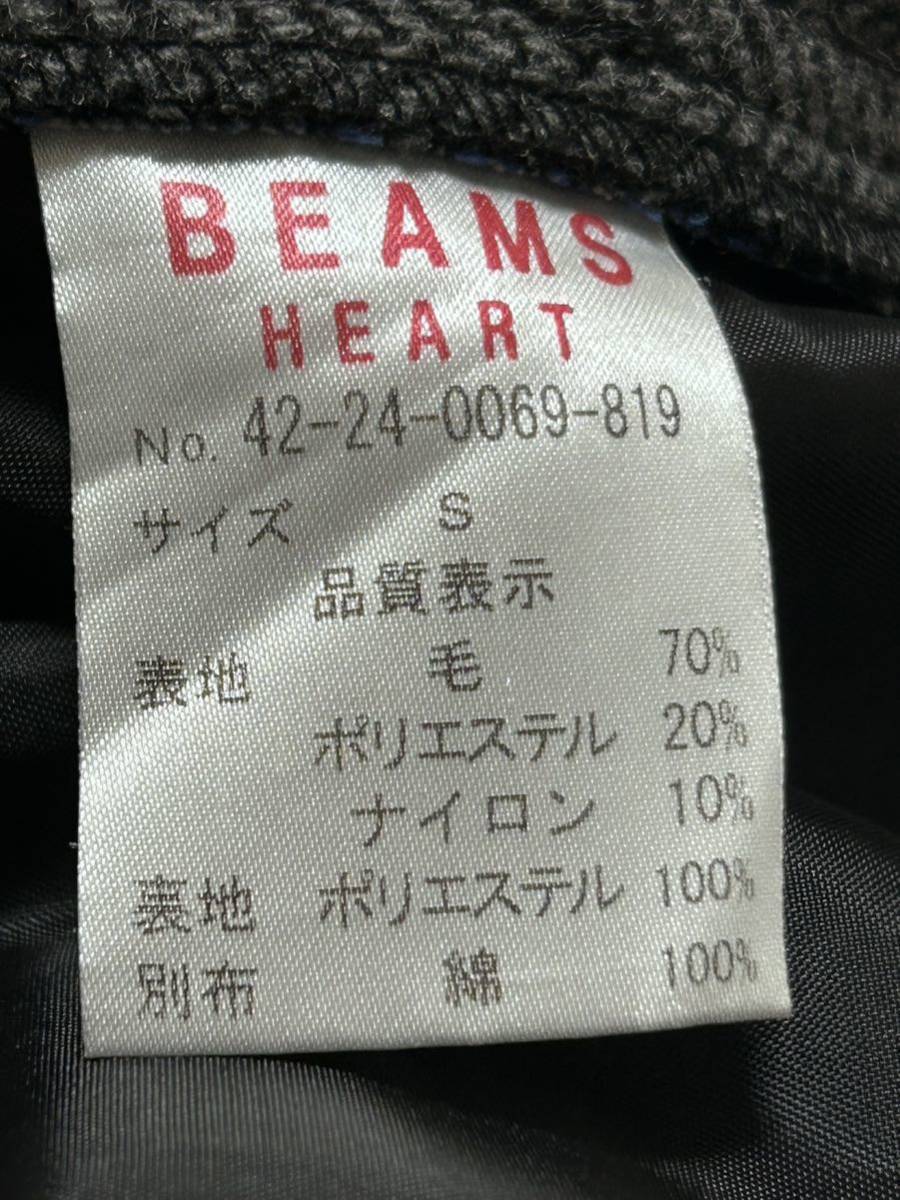 BEAMS
HEART
No. 42-24-0069-819
サイズ S
品質表示
表地 毛 70%
ポリエステル 20%
ナイロン 10%
裏地 ポリエステル 100%
別布 綿 100%